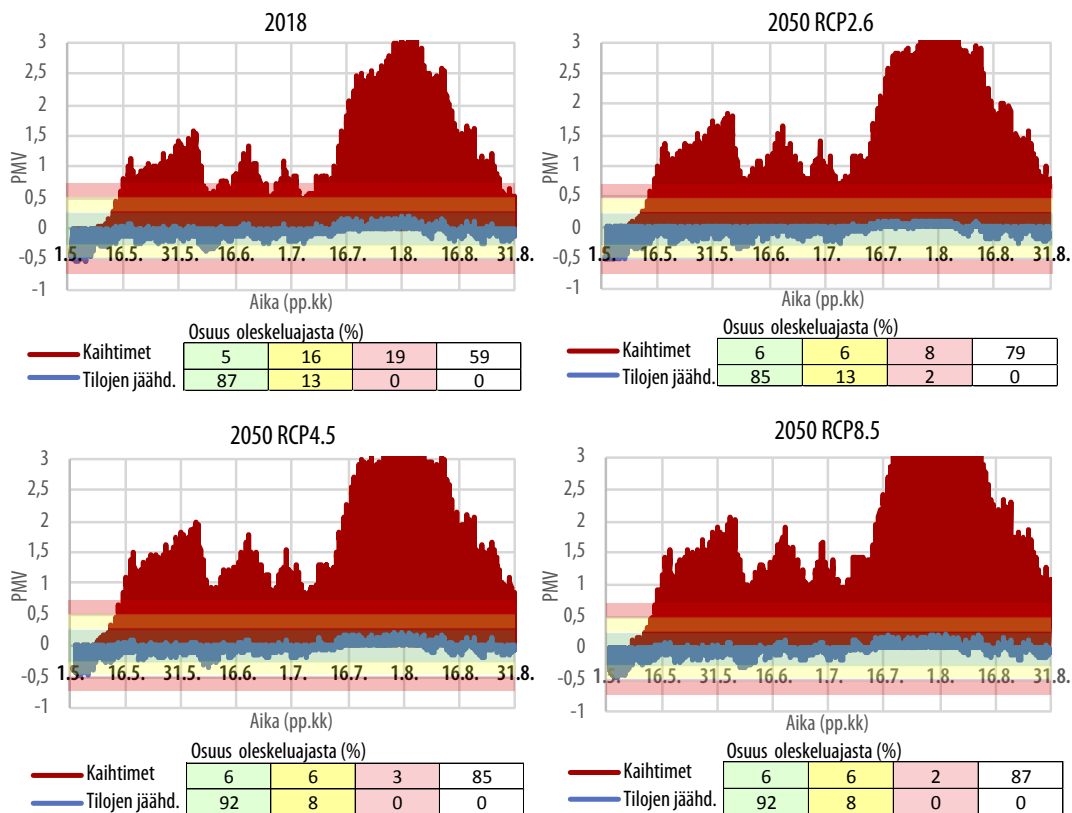 2018
3
2,5
2
1,5
1
0,5
0
-0,5
-1
PMV
1.5. 16.5. 31.5. 16.6. 1.7. 16.7. 1.8. 16.8. 31.8.
Aika (pp.kk)
Osuus oleskeluajasta (%)
Kaihtimet 5 16 19 59
Tilojen jäähd. 87 13 0 0
2050 RCP2.6
3
2,5
2
1,5
1
0,5
0
-0,5
-1
PMV
1.5. 16.5. 31.5. 16.6. 1.7. 16.7. 1.8. 16.8. 31.8.
Aika (pp.kk)
Osuus oleskeluajasta (%)
Kaihtimet 6 6 8 79
Tilojen jäähd. 85 13 2 0
2050 RCP4.5
3
2,5
2
1,5
1
0,5
0
-0,5
-1
PMV
1.5. 16.5. 31.5. 16.6. 1.7. 16.7. 1.8. 16.8. 31.8.
Aika (pp.kk)
Osuus oleskeluajasta (%)
Kaihtimet 6 6 3 85
Tilojen jäähd. 92 8 0 0
2050 RCP8.5
3
2,5
2
1,5
1
0,5
0
-0,5
-1
PMV
1.5. 16.5. 31.5. 16.6. 1.7. 16.7. 1.8. 16.8. 31.8.
Aika (pp.kk)
Osuus oleskeluajasta (%)
Kaihtimet 6 6 2 87
Tilojen jäähd. 92 8 0 0